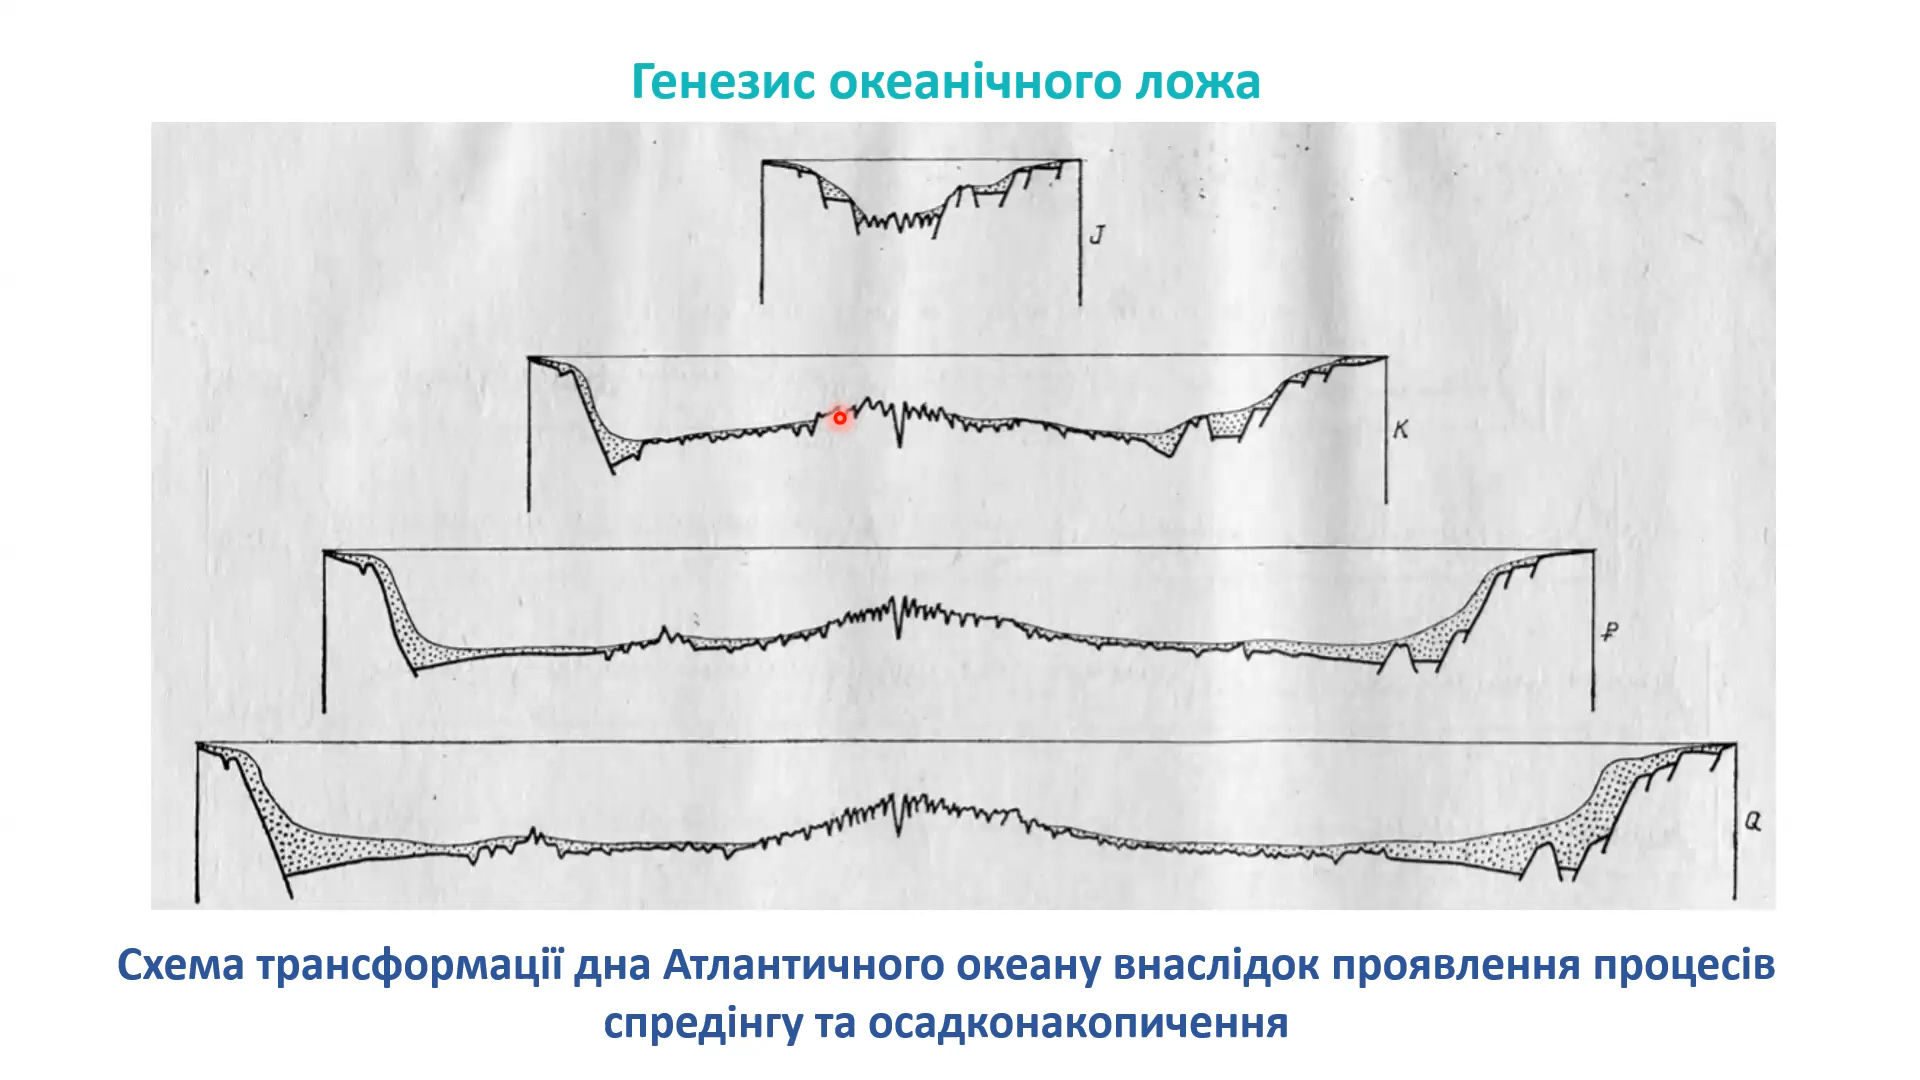 Генезис океанічного ложа
J
K
P
Q
Схема трансформації дна Атлантичного океану внаслідок проявлення процесів
спредінгу та осадконакопичення